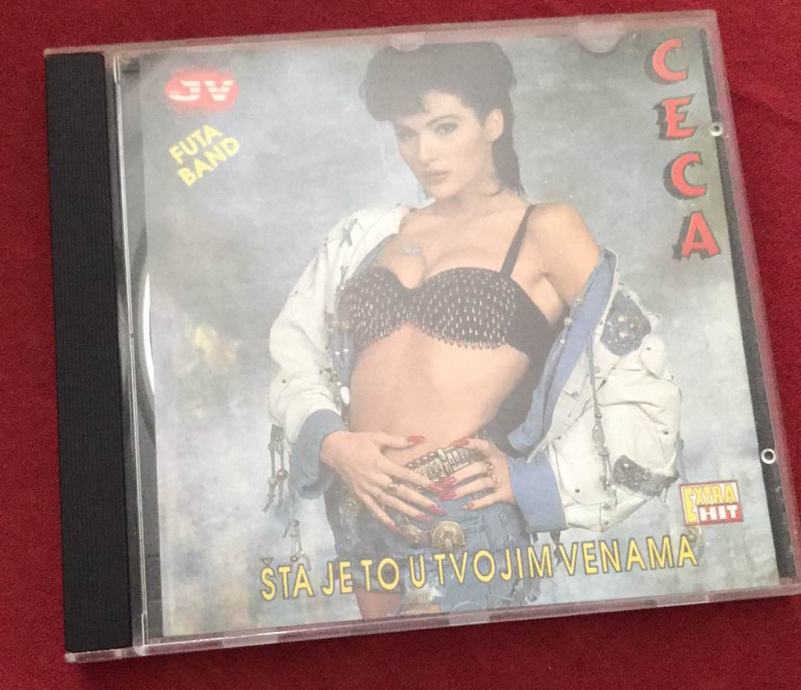 JV
FUTA
BAND
CECA
EXTRA
HIT
ŠTA JE TO U TVOJIM VENAMA